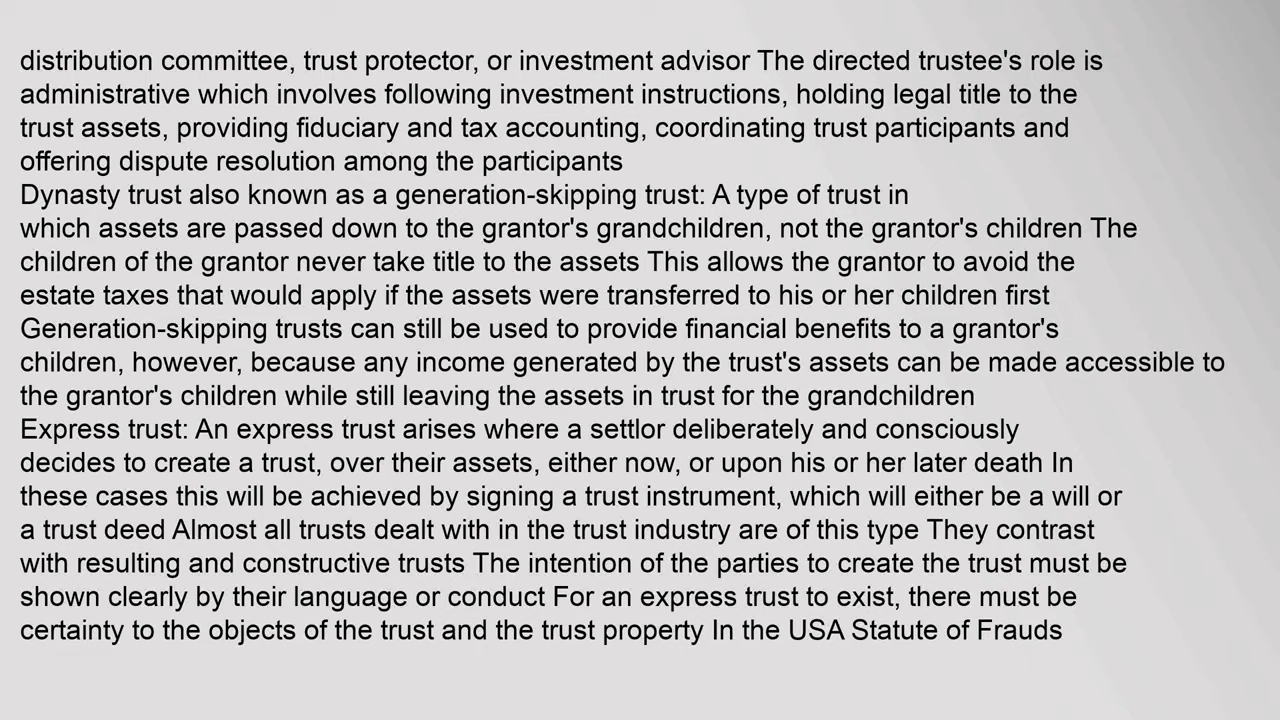 distribution committee, trust protector, or investment advisor The directed trustee's role is
administrative which involves following investment instructions, holding legal title to the
trust assets, providing fiduciary and tax accounting, coordinating trust participants and
offering dispute resolution among the participants
Dynasty trust also known as a generation-skipping trust: A type of trust in
which assets are passed down to the grantor's grandchildren, not the grantor's children The
children of the grantor never take title to the assets This allows the grantor to avoid the
estate taxes that would apply if the assets were transferred to his or her children first
Generation-skipping trusts can still be used to provide financial benefits to a grantor's
children, however, because any income generated by the trust's assets can be made accessible to
the grantor's children while still leaving the assets in trust for the grandchildren
Express trust: An express trust arises where a settlor deliberately and consciously
decides to create a trust, over their assets, either now, or upon his or her later death In
these cases this will be achieved by signing a trust instrument, which will either be a will or
a trust deed Almost all trusts dealt with in the trust industry are of this type They contrast
with resulting and constructive trusts The intention of the parties to create the trust must be
shown clearly by their language or conduct For an express trust to exist, there must be
certainty to the objects of the trust and the trust property In the USA Statute of Frauds